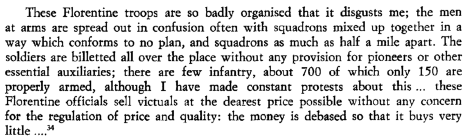 These Florentine troops are so badly organised that it disgusts me; the men
at arms are spread out in confusion often with squadrons mixed up together in a
way which conforms to no plan, and squadrons as much as half a mile apart. The
soldiers are billetted all over the place without any provision for pioneers or other
essential auxiliaries; there are few infantry, about 700 of which only 150 are
properly armed, although I have made constant protests about this ... these
Florentine officials sell victuals at the dearest price possible without any concern
for the regulation of price and quality: the money is debased so that it buys very
little ....³⁴